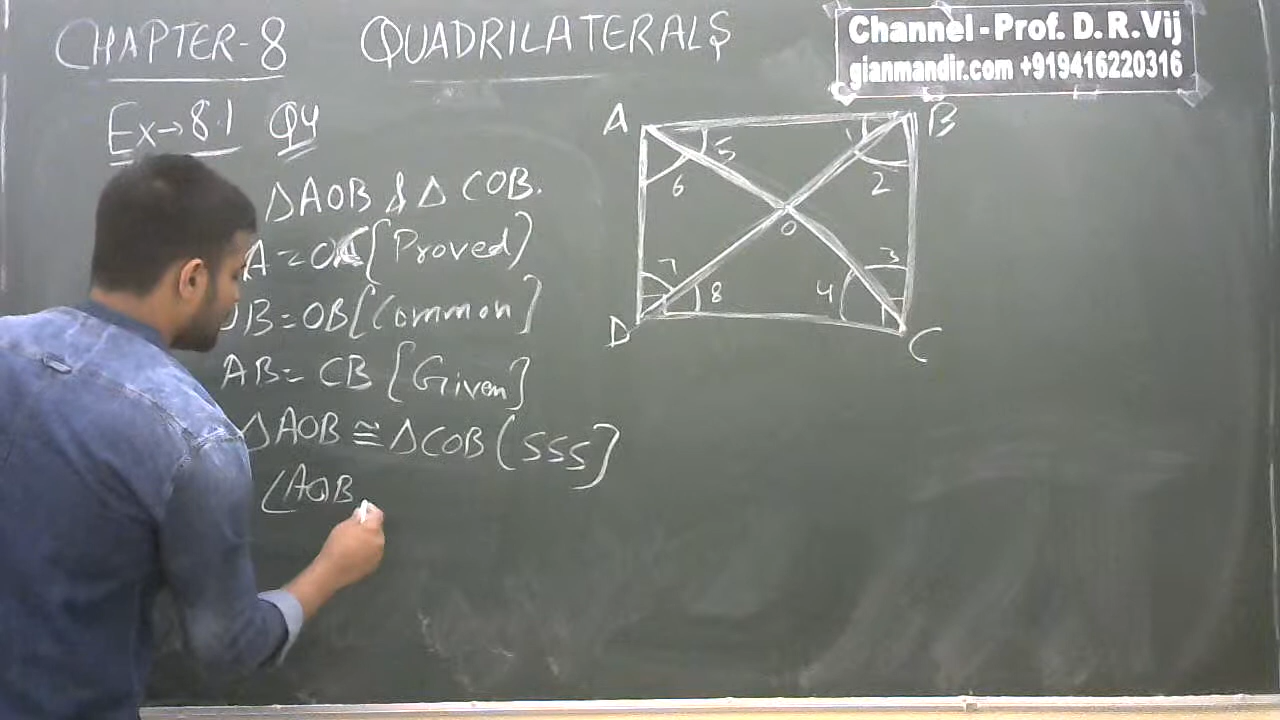 CHAPTER-8 QUADRILATERALS
Channel - Prof. D. R. Vij
gianmandir.com +919416220316
Ex→8.1 Q4
ΔAOB & ΔCOB.
A = OC [Proved]
OB = OB [Common]
AB = CB [Given]
ΔAOB ≅ ΔCOB (SSS]
∠AOB
A B
5 1
6 2
O
7 3
8 4
D C